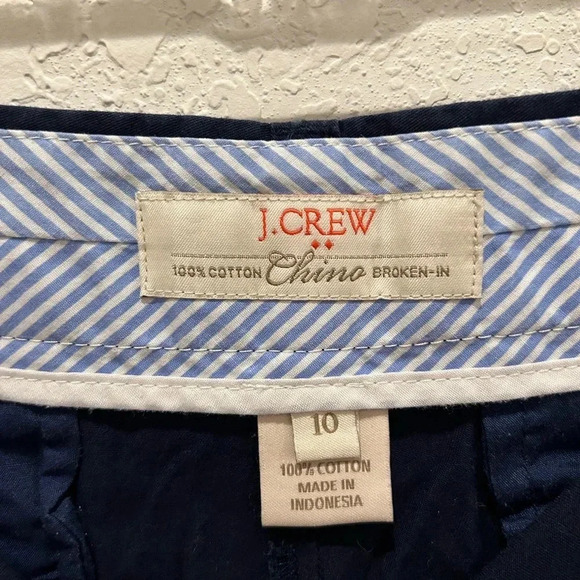 J.CREW
100% COTTON Chino BROKEN-IN
10
100% COTTON
MADE IN
INDONESIA